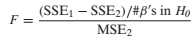 F = (SSE₁ − SSE₂)/#β's in H₀ / MSE₂